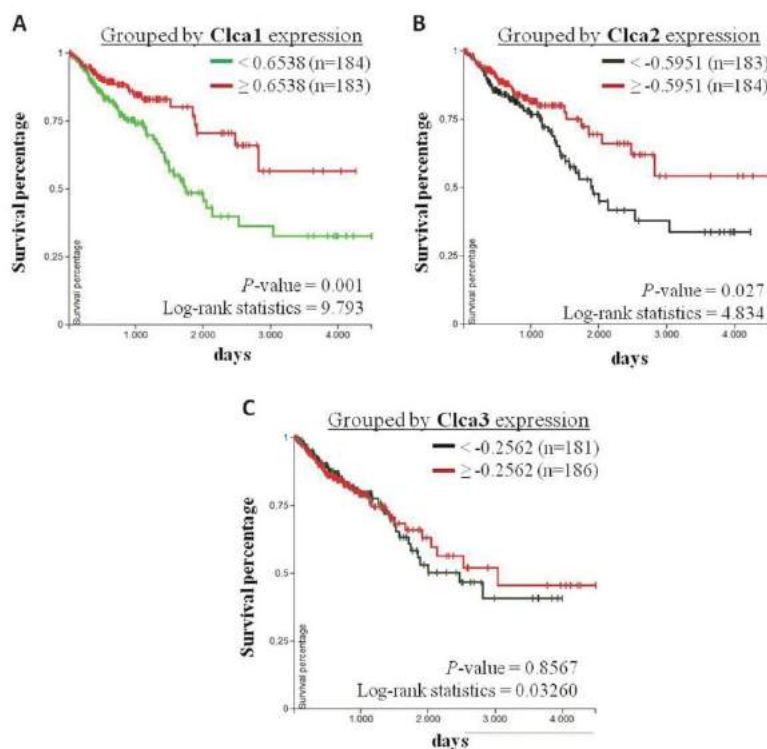 A
Grouped by Clca1 expression
< 0.6538 (n=184)
≥ 0.6538 (n=183)
1
0.75
0.5
0.25
0
Survival percentage
Survival percentage
P-value = 0.001
Log-rank statistics = 9.793
1.000
2.000
3.000
4.000
days
B
Grouped by Clca2 expression
< -0.5951 (n=183)
≥ -0.5951 (n=184)
1
0.75
0.5
0.25
0
Survival percentage
Survival percentage
P-value = 0.027
Log-rank statistics = 4.834
1.000
2.000
3.000
4.000
days
C
Grouped by Clca3 expression
< -0.2562 (n=181)
≥ -0.2562 (n=186)
1
0.75
0.5
0.25
0
Survival percentage
Survival percentage
P-value = 0.8567
Log-rank statistics = 0.03260
1.000
2.000
3.000
4.000
days